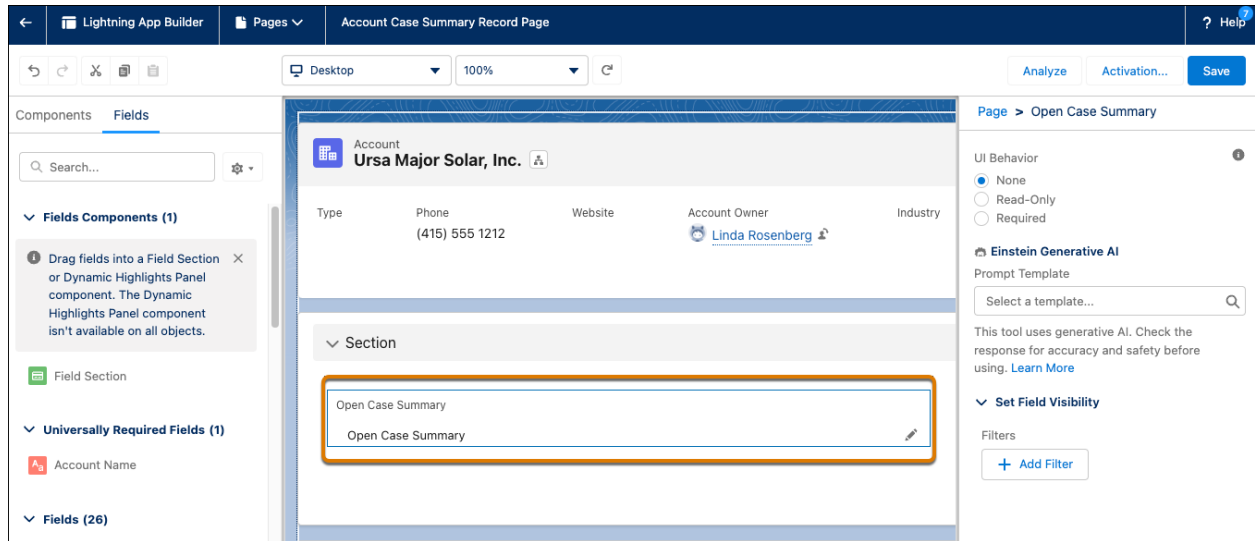 Lightning App Builder
Pages
Account Case Summary Record Page
7
? Help
Desktop
100%
Analyze
Activation...
Save
Components
Fields
Search...
Fields Components (1)
Drag fields into a Field Section
or Dynamic Highlights Panel
component. The Dynamic
Highlights Panel component
isn't available on all objects.
Field Section
Universally Required Fields (1)
Aa
Account Name
Fields (26)
Account
Ursa Major Solar, Inc.
Type
Phone
Website
Account Owner
Industry
(415) 555 1212
Linda Rosenberg
Section
Open Case Summary
Open Case Summary
Page > Open Case Summary
UI Behavior
None
Read-Only
Required
Einstein Generative AI
Prompt Template
Select a template...
This tool uses generative AI. Check the
response for accuracy and safety before
using. Learn More
Set Field Visibility
Filters
+ Add Filter